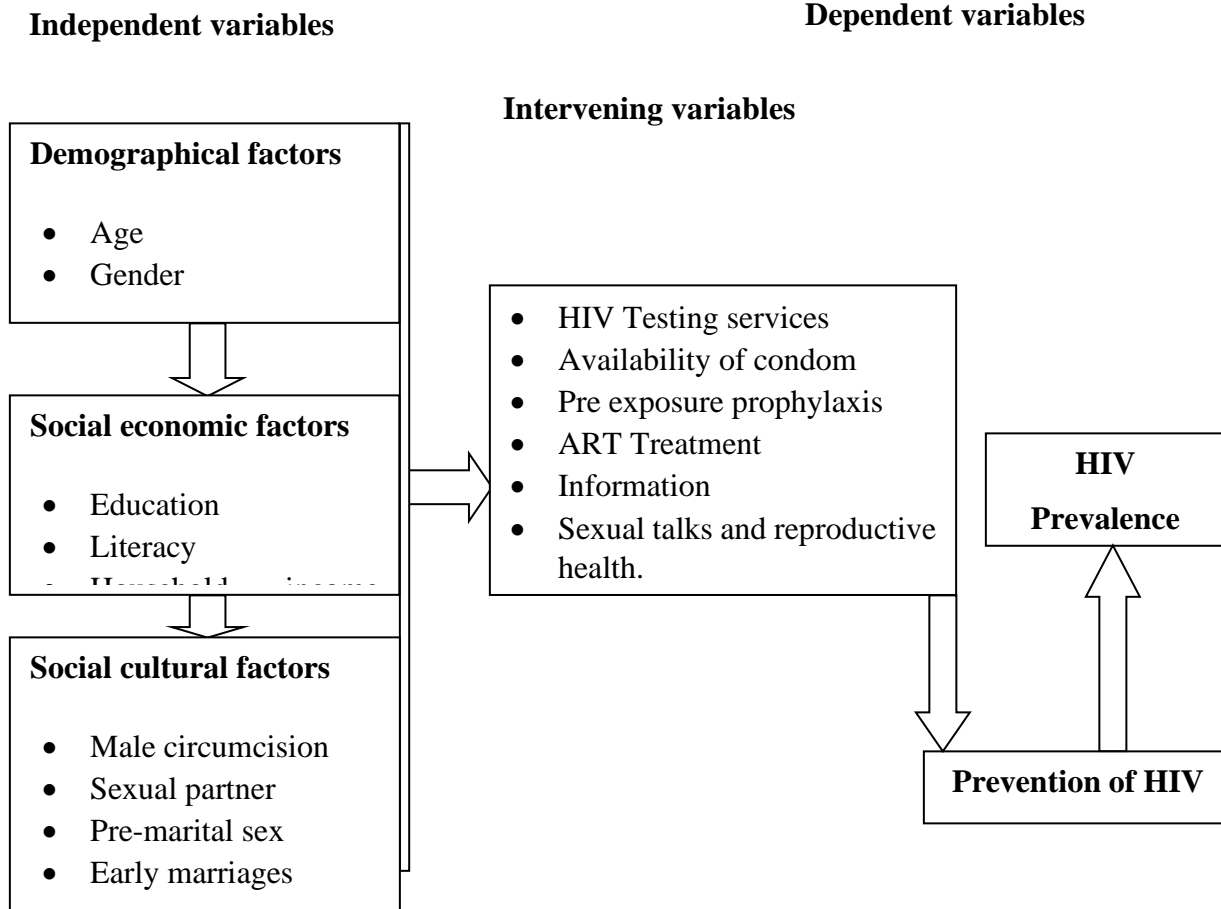 Independent variables
Dependent variables
Intervening variables
Demographical factors
• Age
• Gender
Social economic factors
• Education
• Literacy
• Household income
Social cultural factors
• Male circumcision
• Sexual partner
• Pre-marital sex
• Early marriages
• HIV Testing services
• Availability of condom
• Pre exposure prophylaxis
• ART Treatment
• Information
• Sexual talks and reproductive
health.
HIV
Prevalence
Prevention of HIV